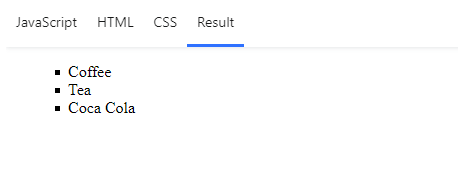 JavaScript HTML CSS Result
Coffee
Tea
Coca Cola